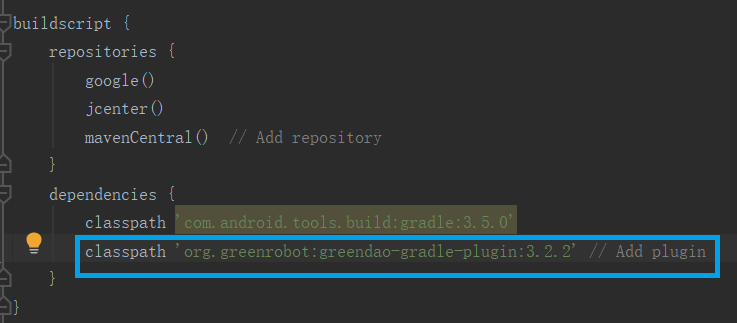 buildscript {
    repositories {
        google()
        jcenter()
        mavenCentral()  // Add repository
    }
    dependencies {
        classpath 'com.android.tools.build:gradle:3.5.0'
        classpath 'org.greenrobot:greendao-gradle-plugin:3.2.2' // Add plugin
    }
}